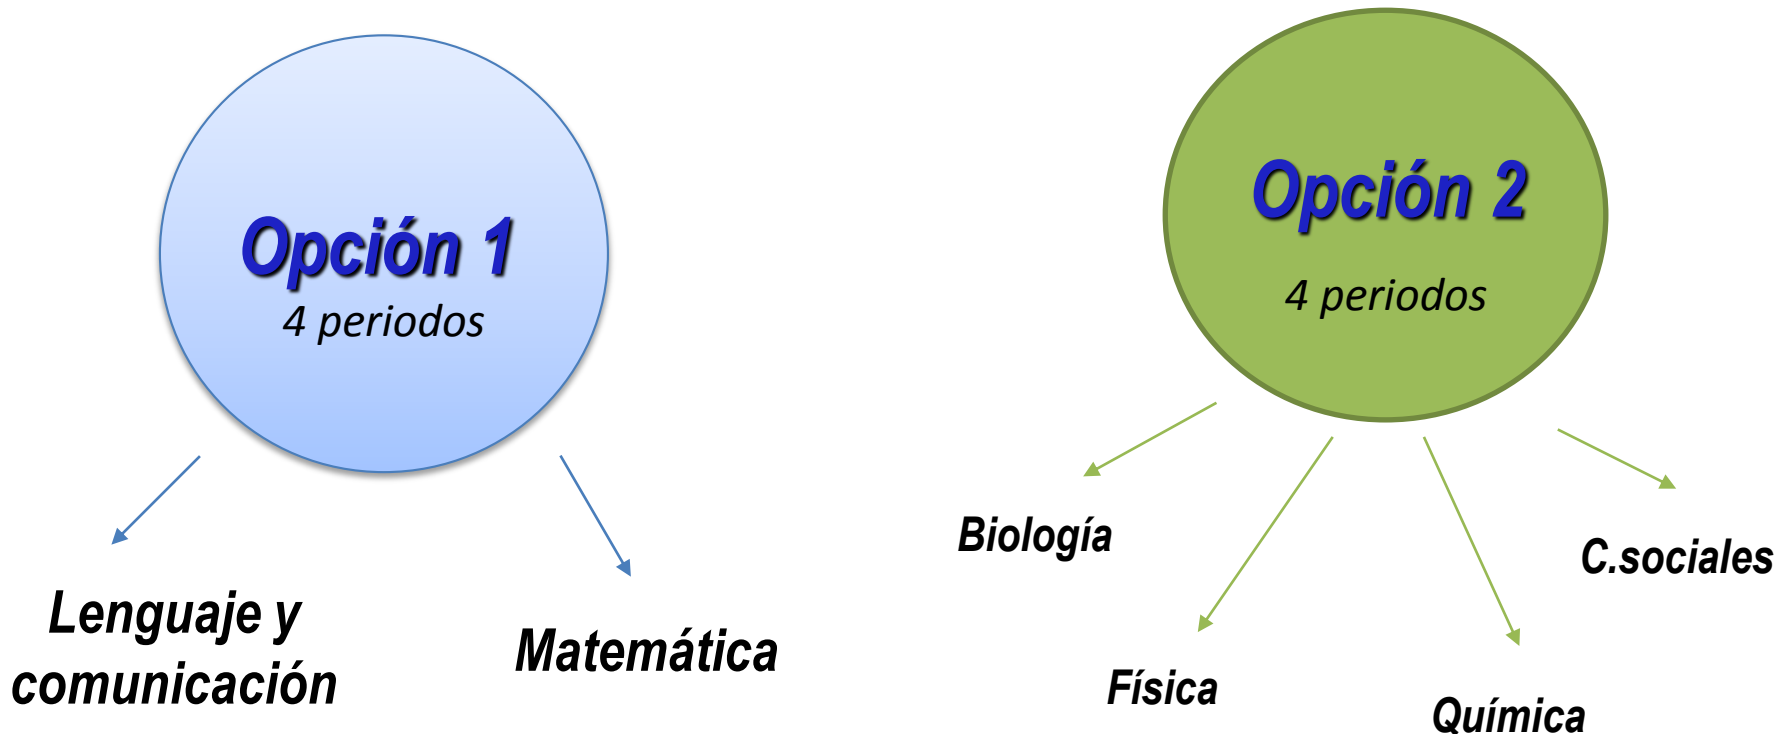 Opción 1
4 periodos
Lenguaje y
comunicación
Matemática
Opción 2
4 periodos
Biología
Física
Química
C.sociales